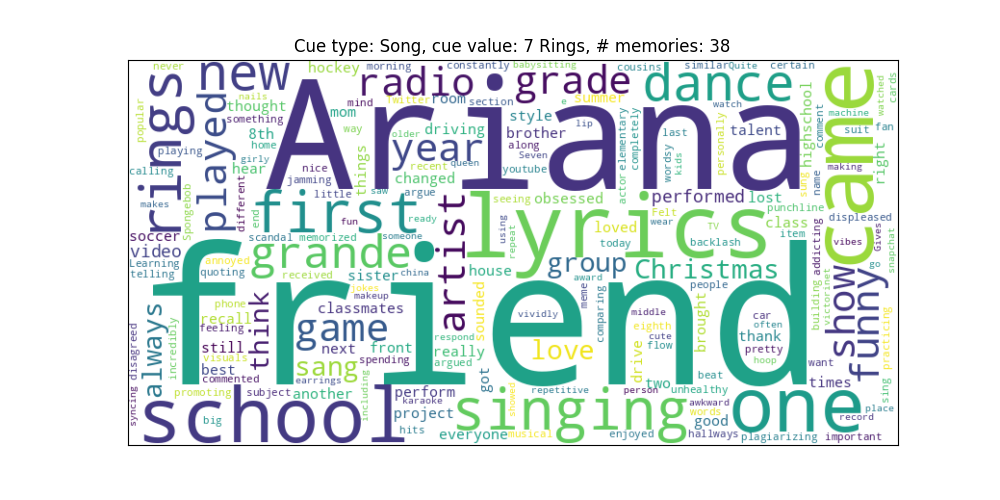 Cue type: Song, cue value: 7 Rings, # memories: 38
never
hockey
morning
constantly
babysitting
cousins
similarQuite
certain
new
radio
grade
dance
rings
played
Ariana
came
popular
nails
thought
something
mind
Twitter
room
section
e
summer
watch
machine
watched
cards
8th
home
mom
way
older
driving
style
brother
lip
elementary
completely
last
personally
talent
highschool
comment
suit
fan
playing
girly
hear
year
recent
queen
along
Seven
youtube
actor
wordsy
kids
making
right
calling
nice
jamming
things
changed
makes
Spongebob
different
little
saw
argue
artist
seeing
obsessed
performed
lost
sung
name
punchline
first
end
fun
ready
lyrics
Felt
wear
TV
class
item
displeased
soccer
video
scandal
memorized
someone
using
repeat
loved
today
backlash
addicting
vibes
Gives
Learning
telling
annoyed
quoting
grande
received
sister
china
house
group
award
Christmas
go
snapchat
friend
jokes
makeup
classmates
sounded
meme
comparing
people
building
victorinet
show
funny
always
phone
recall
feeling
think
game
vividly
middle
eighth
cute
flow
brought
car
often
thank
pretty
hoop
practicing
disagreed
incredibly
still
visuals
best
commented
next
front
spending
respond
really
argued
love
drive
beat
want
syncing
promoting
subject
earrings
another
sang
including
perform
karaoke
got
showed
repetitive
person
two
unhealthy
awkward
words
times
sing
place
school
big
project
hits
singing
everyone
musical
enjoyed
good
hallways
one
record
plagiarizing
important